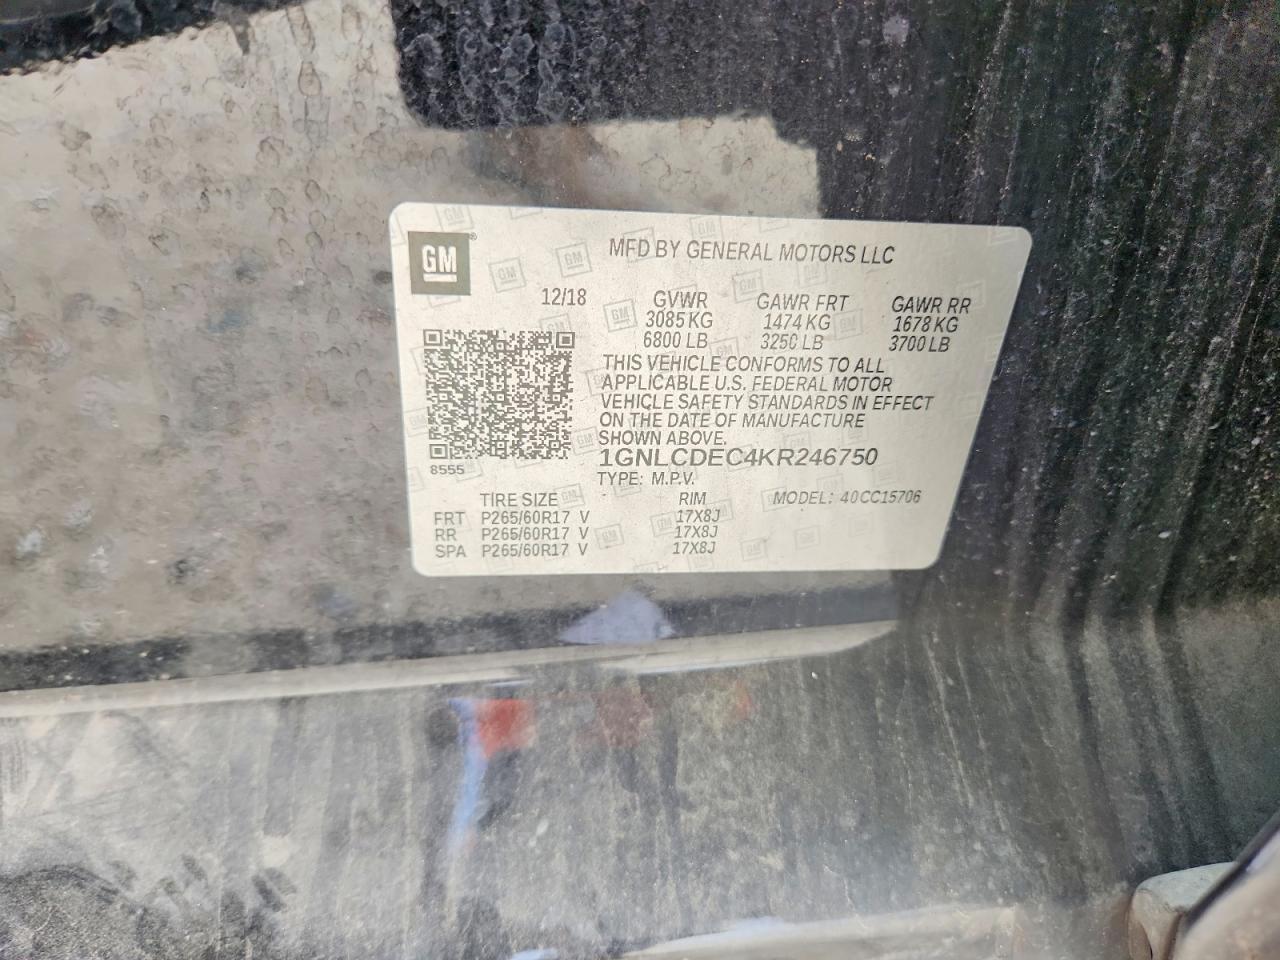 GM ®
MFD BY GENERAL MOTORS LLC
12/18 GVWR GAWR FRT GAWR RR
3085 KG 1474 KG 1678 KG
6800 LB 3250 LB 3700 LB
THIS VEHICLE CONFORMS TO ALL
APPLICABLE U.S. FEDERAL MOTOR
VEHICLE SAFETY STANDARDS IN EFFECT
ON THE DATE OF MANUFACTURE
SHOWN ABOVE.
8555
1GNLCDEC4KR246750
TYPE: M.P.V.
TIRE SIZE RIM MODEL: 40CC15706
FRT P265/60R17 V 17X8J
RR P265/60R17 V 17X8J
SPA P265/60R17 V 17X8J